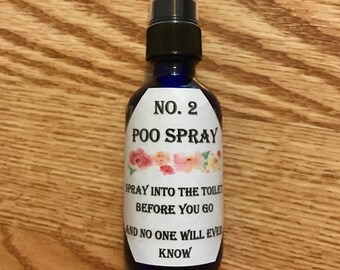 NO. 2
POO SPRAY
SPRAY INTO THE TOILET
BEFORE YOU GO
AND NO ONE WILL EVER
KNOW